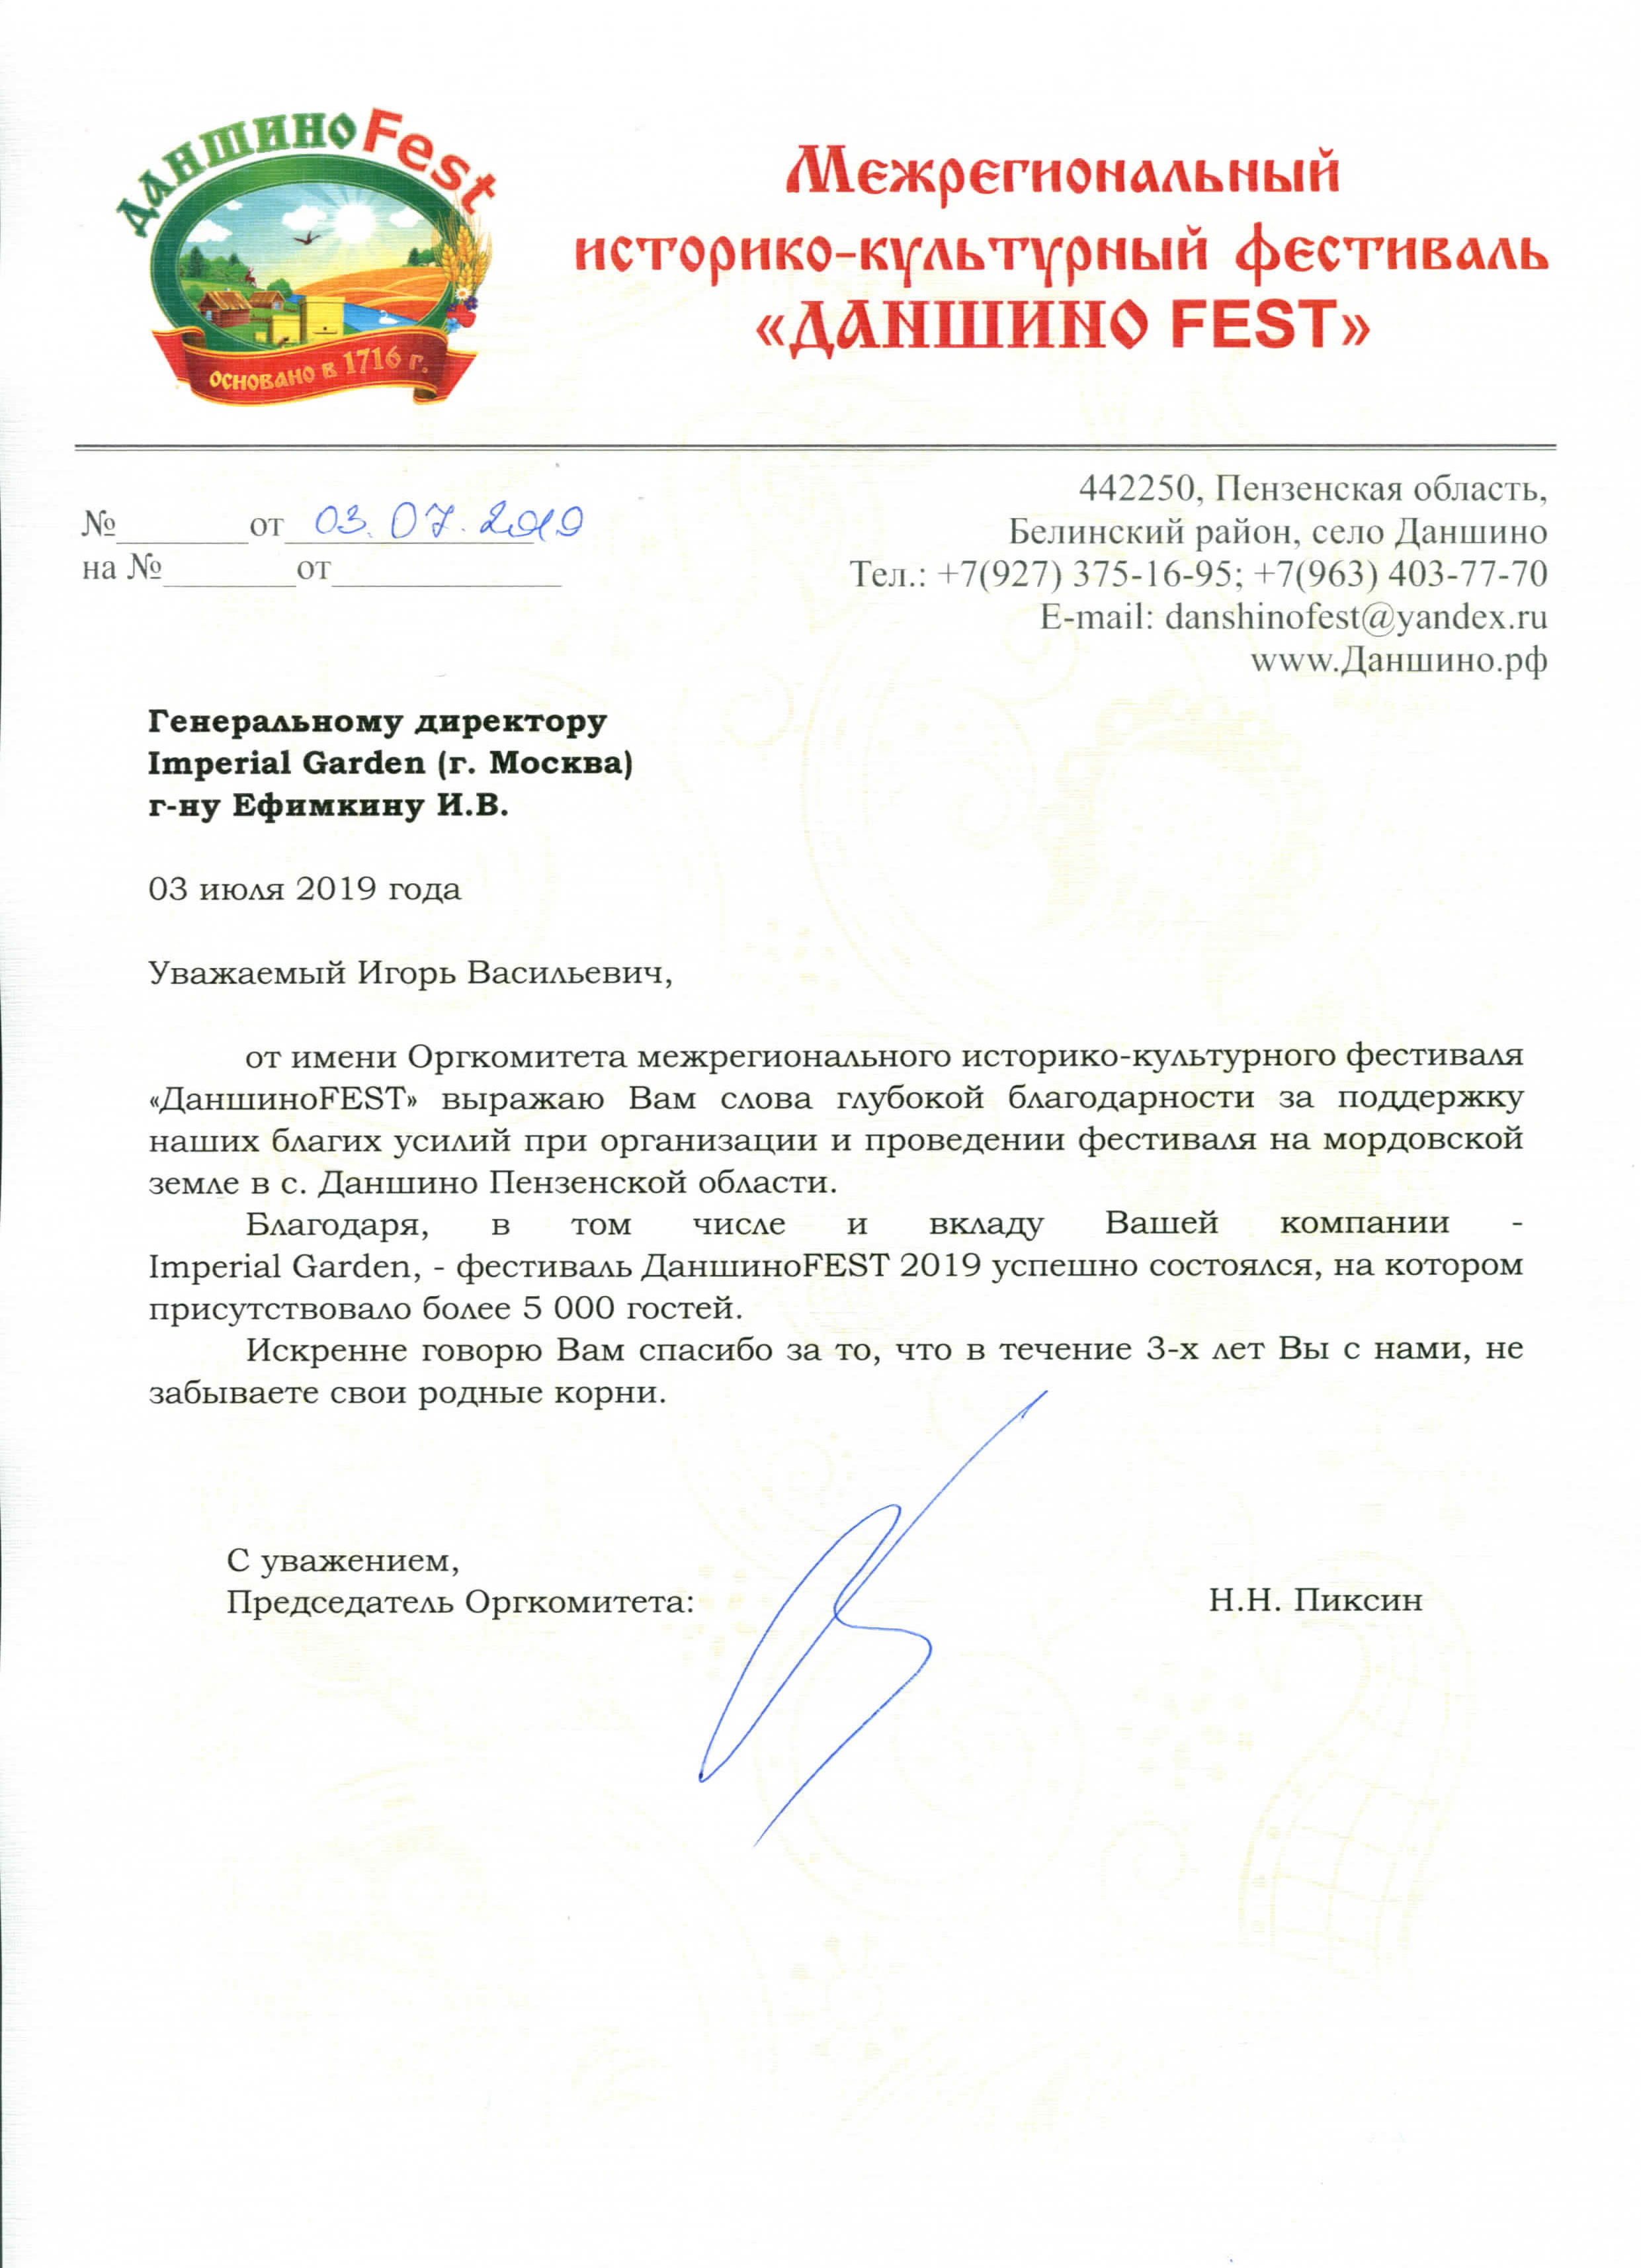 ДаншиноFest
основано в 1716 г.
Межрегиональный
историко-культурный фестиваль
«ДАНШИНО FEST»
№________от 03.07.2019
на №________от______________
442250, Пензенская область,
Белинский район, село Даншино
Тел.: +7(927) 375-16-95; +7(963) 403-77-70
E-mail: danshinofest@yandex.ru
www.Даншино.рф
Генеральному директору
Imperial Garden (г. Москва)
г-ну Ефимкину И.В.
03 июля 2019 года
Уважаемый Игорь Васильевич,
от имени Оргкомитета межрегионального историко-культурного фестиваля
«ДаншиноFEST» выражаю Вам слова глубокой благодарности за поддержку
наших благих усилий при организации и проведении фестиваля на мордовской
земле в с. Даншино Пензенской области.
Благодаря, в том числе и вкладу Вашей компании -
Imperial Garden, - фестиваль ДаншиноFEST 2019 успешно состоялся, на котором
присутствовало более 5 000 гостей.
Искренне говорю Вам спасибо за то, что в течение 3-х лет Вы с нами, не
забываете свои родные корни.
С уважением,
Председатель Оргкомитета: Н.Н. Пиксин